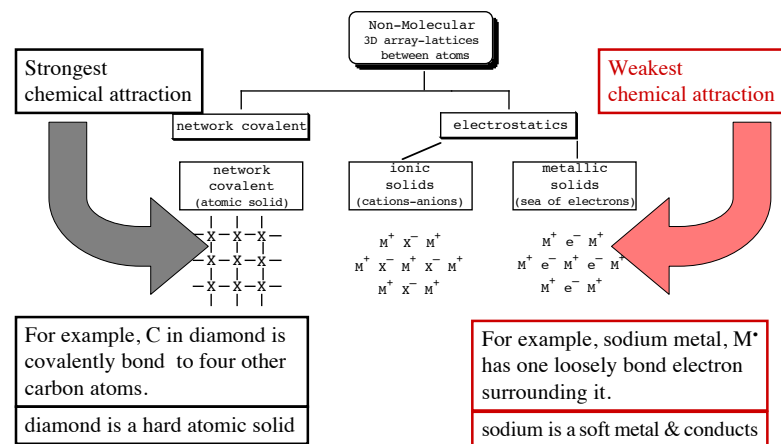 Non-Molecular
3D array-lattices
between atoms
Strongest
chemical attraction
Weakest
chemical attraction
network covalent
electrostatics
network
covalent
(atomic solid)
ionic
solids
(cations-anions)
metallic
solids
(sea of electrons)
—X—X—X—
—X—X—X—
—X—X—X—
M⁺ X⁻ M⁺
M⁺ X⁻ M⁺ X⁻ M⁺
M⁺ X⁻ M⁺
M⁺ e⁻ M⁺
M⁺ e⁻ M⁺ e⁻ M⁺
M⁺ e⁻ M⁺
For example, C in diamond is
covalently bond to four other
carbon atoms.
diamond is a hard atomic solid
For example, sodium metal, M•
has one loosely bond electron
surrounding it.
sodium is a soft metal & conducts